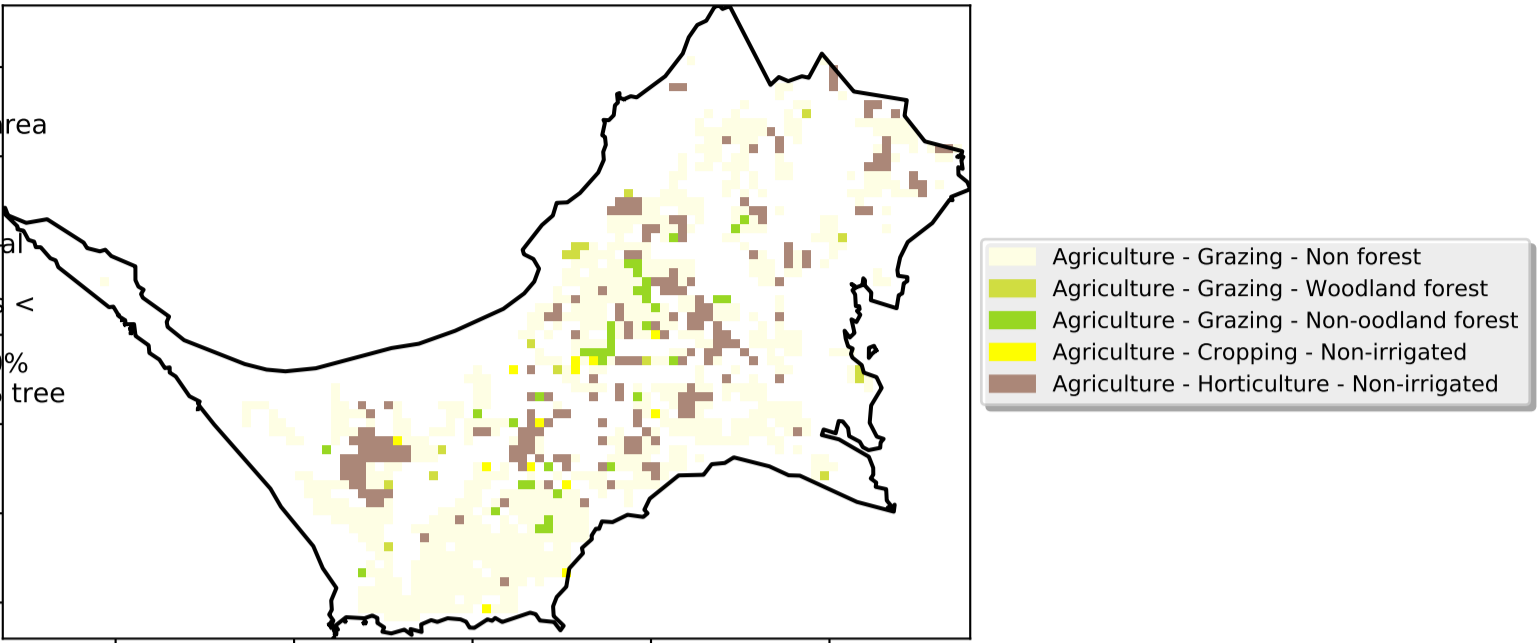 rea
al
s <
%
tree
Agriculture - Grazing - Non forest
Agriculture - Grazing - Woodland forest
Agriculture - Grazing - Non-oodland forest
Agriculture - Cropping - Non-irrigated
Agriculture - Horticulture - Non-irrigated